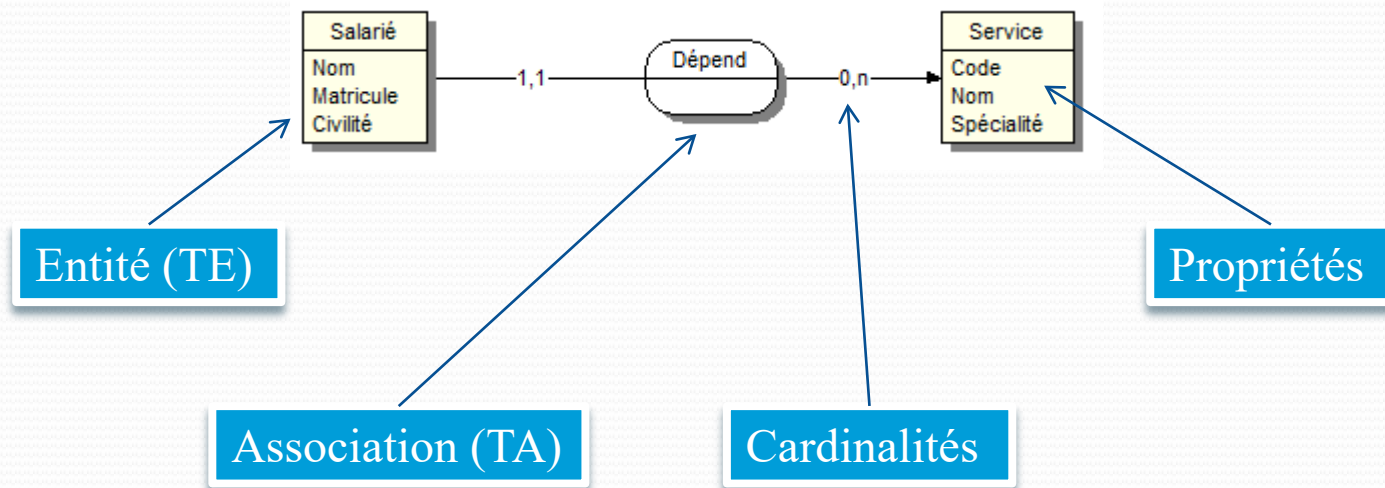 Salarié
Nom
Matricule
Civilité
1,1
Dépend
0,n
Service
Code
Nom
Spécialité
Entité (TE)
Propriétés
Association (TA)
Cardinalités